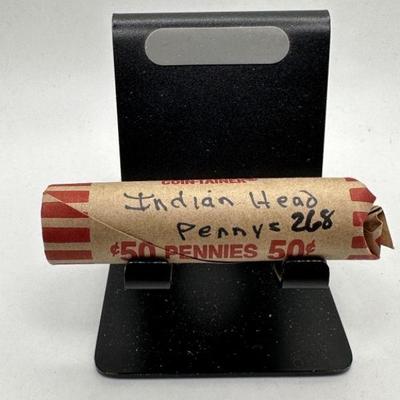 COIN-TAINER®
Indian Head
Pennys 268
¢50 PENNIES 50¢